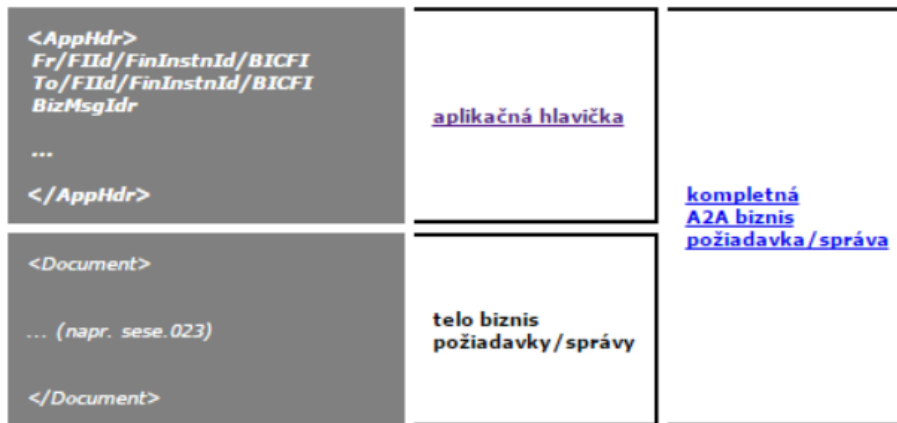 <AppHdr>
Fr/FIId/FinInstnId/BICFI
To/FIId/FinInstnId/BICFI
BizMsgIdr
...
</AppHdr>
aplikačná hlavička
<Document>
... (napr. sese.023)
</Document>
telo biznis
požiadavky/správy
kompletná
A2A biznis
požiadavka/správa